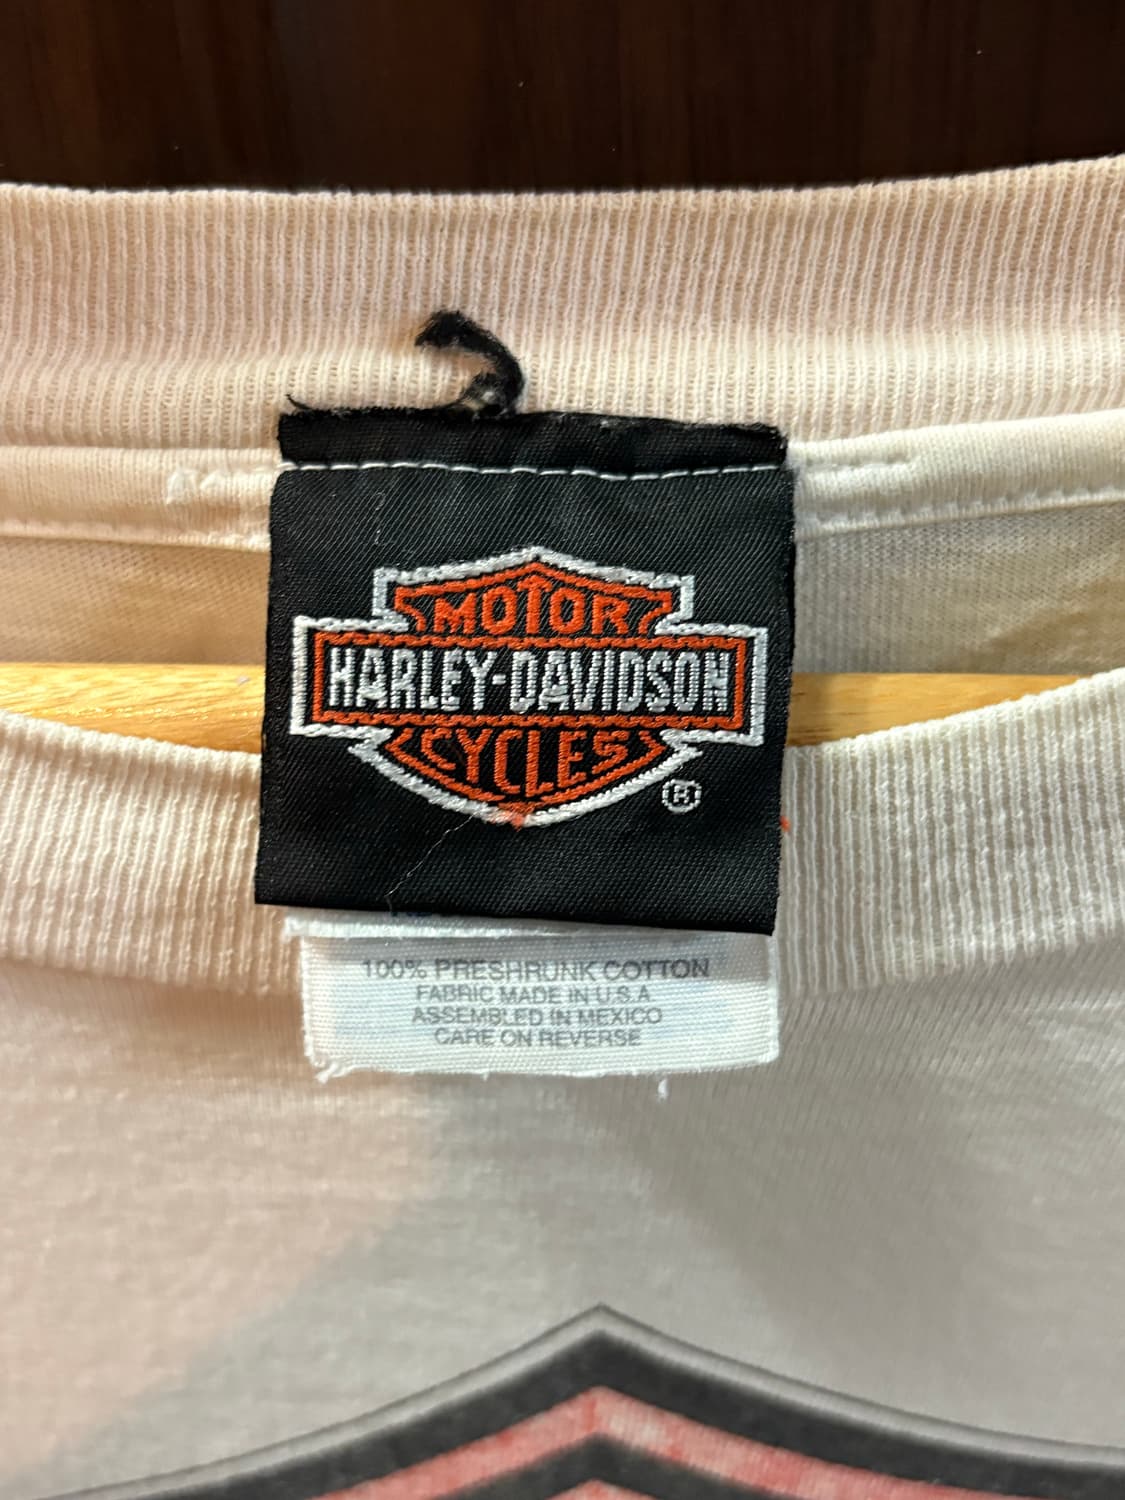 MOTOR
HARLEY-DAVIDSON
CYCLES
®
100% PRESHRUNK COTTON
FABRIC MADE IN U.S.A
ASSEMBLED IN MEXICO
CARE ON REVERSE